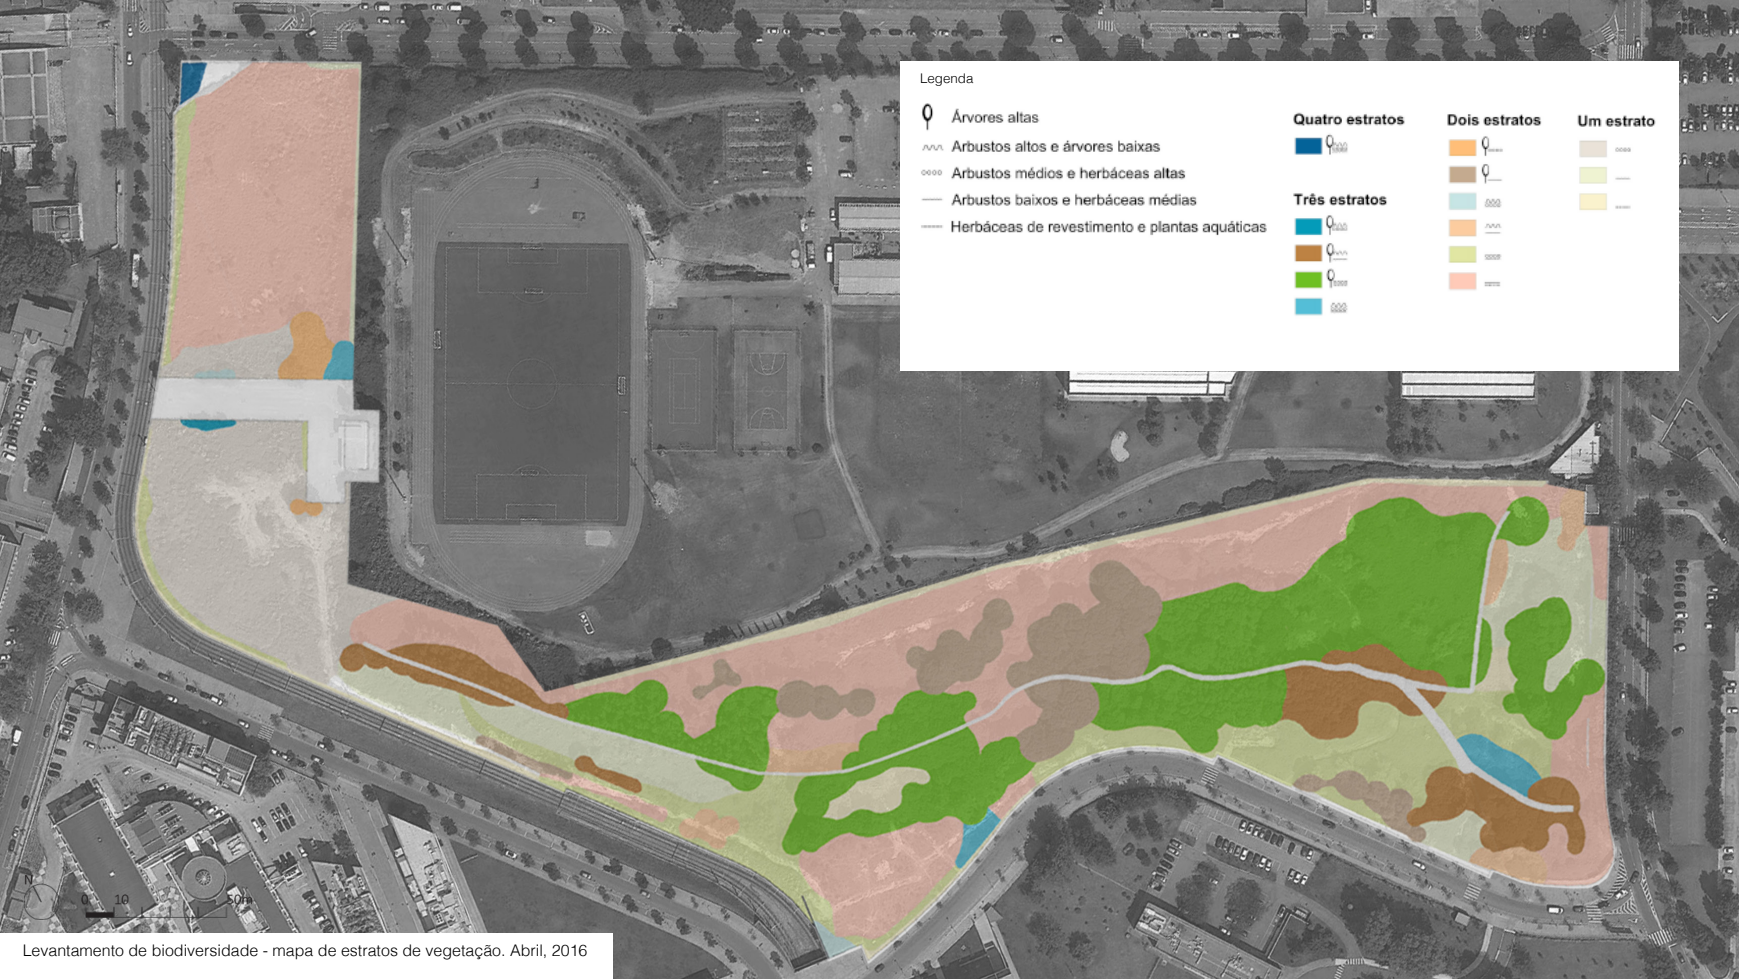 Legenda
Árvores altas
Arbustos altos e árvores baixas
Arbustos médios e herbáceas altas
Arbustos baixos e herbáceas médias
Herbáceas de revestimento e plantas aquáticas
Quatro estratos
Três estratos
Dois estratos
Um estrato
N
0 10 50m
Levantamento de biodiversidade - mapa de estratos de vegetação. Abril, 2016